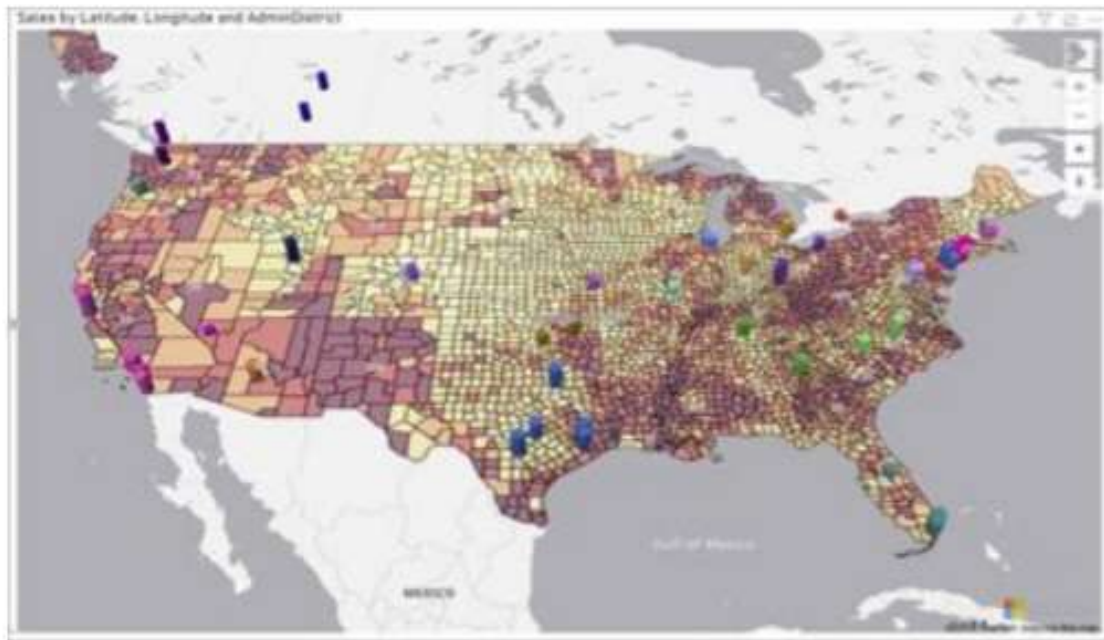 Sales by Latitude, Longitude and AdminDistrict
Gulf of Mexico
MEXICO